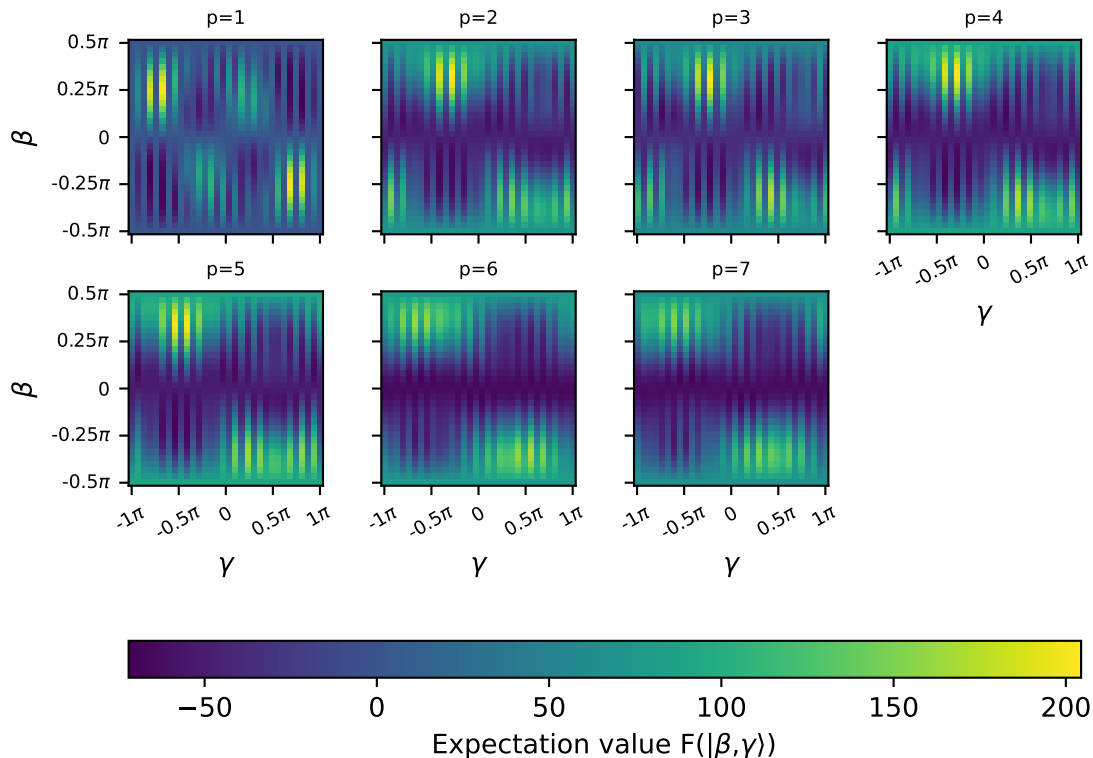 p=1
p=2
p=3
p=4
0.5π
0.25π
0
-0.25π
-0.5π
β
-1π
-0.5π
0
0.5π
1π
γ
p=5
p=6
p=7
0.5π
0.25π
0
-0.25π
-0.5π
β
-1π
-0.5π
0
0.5π
1π
γ
-1π
-0.5π
0
0.5π
1π
γ
-1π
-0.5π
0
0.5π
1π
γ
−50
0
50
100
150
200
Expectation value F(|β,γ⟩)